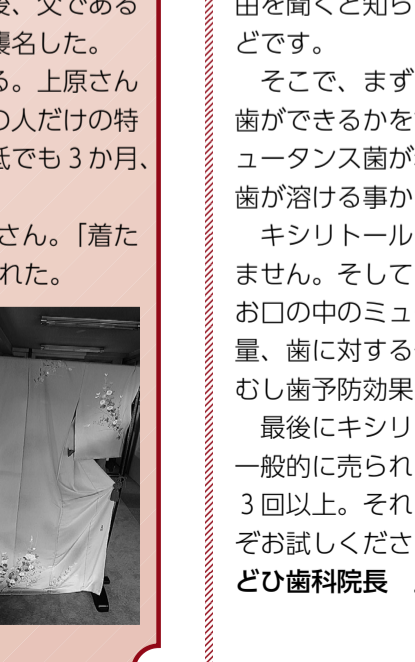 後、父である
襲名した。
る。上原さん
の人だけの特
低でも3か月、
さん。「着た
れた。
由を聞くと知ら
どです。
そこで、まず
歯ができるかを
ュータンス菌が
歯が溶ける事か
キシリトール
ません。そして
お口の中のミュ
量、歯に対する
むし歯予防効果
最後にキシリ
一般的に売られ
3回以上。それ
ぞお試しくださ
どひ歯科院長